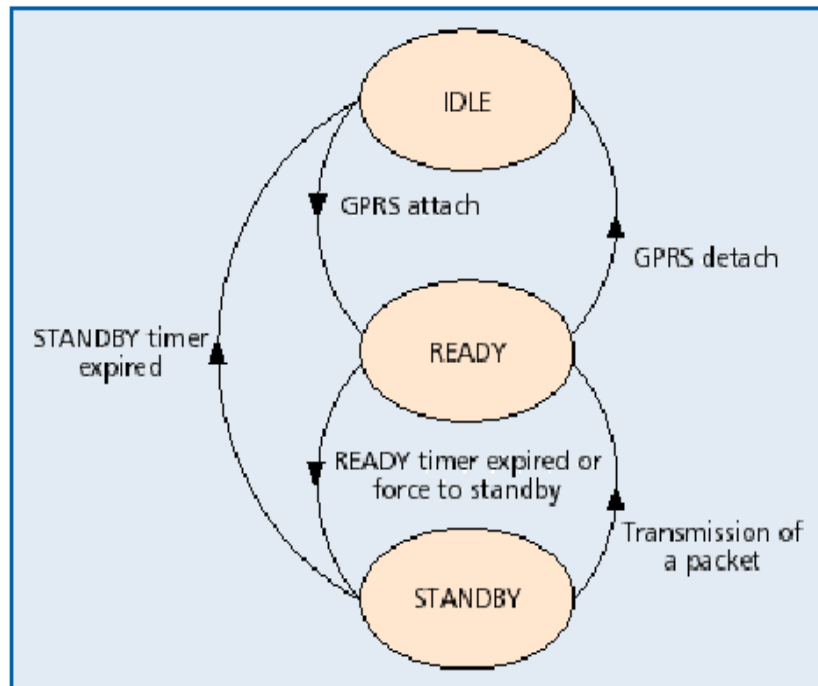 IDLE
GPRS attach
GPRS detach
STANDBY timer
expired
READY
READY timer expired or
force to standby
Transmission of
a packet
STANDBY